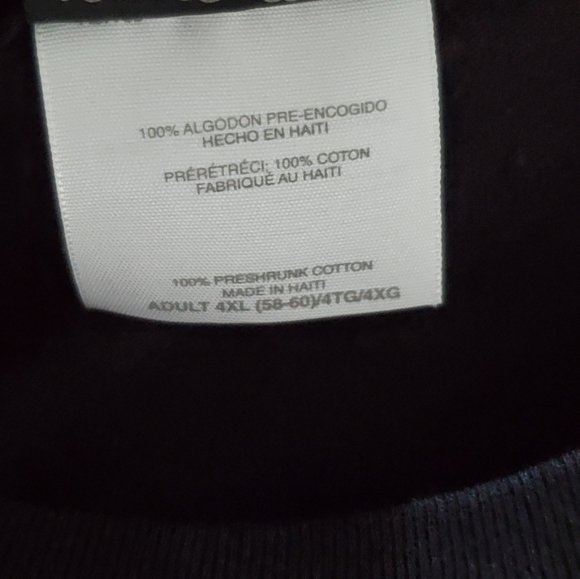 100% ALGODON PRE-ENCOGIDO
HECHO EN HAITI
PRÉRÉTRÉCI: 100% COTON
FABRIQUÉ AU HAITI
100% PRESHRUNK COTTON
MADE IN HAITI
ADULT 4XL (58-60)/4TG/4XG